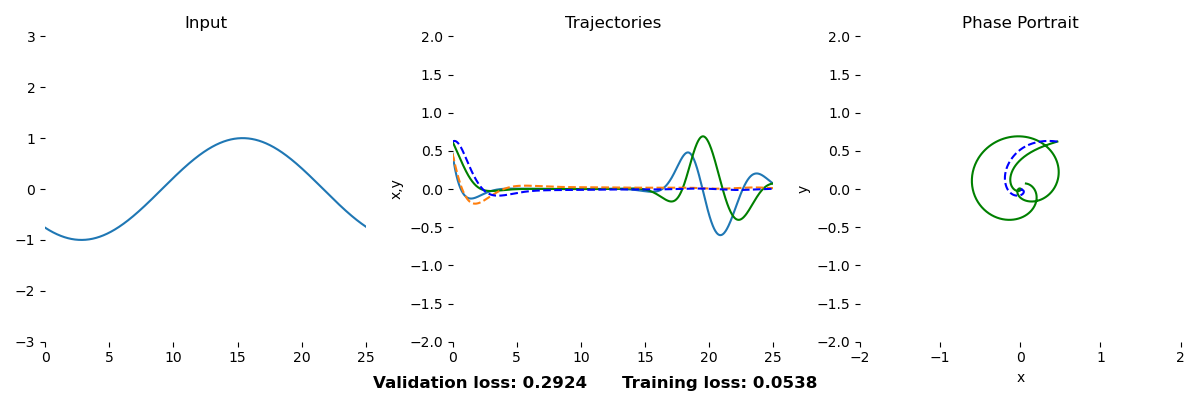 Input
3
2
1
0
−1
−2
−3
0 5 10 15 20 25
Trajectories
x,y
2.0
1.5
1.0
0.5
0.0
−0.5
−1.0
−1.5
−2.0
0 5 10 15 20 25
Phase Portrait
y
2.0
1.5
1.0
0.5
0.0
−0.5
−1.0
−1.5
−2.0
−2 −1 0 1 2
x
Validation loss: 0.2924 Training loss: 0.0538